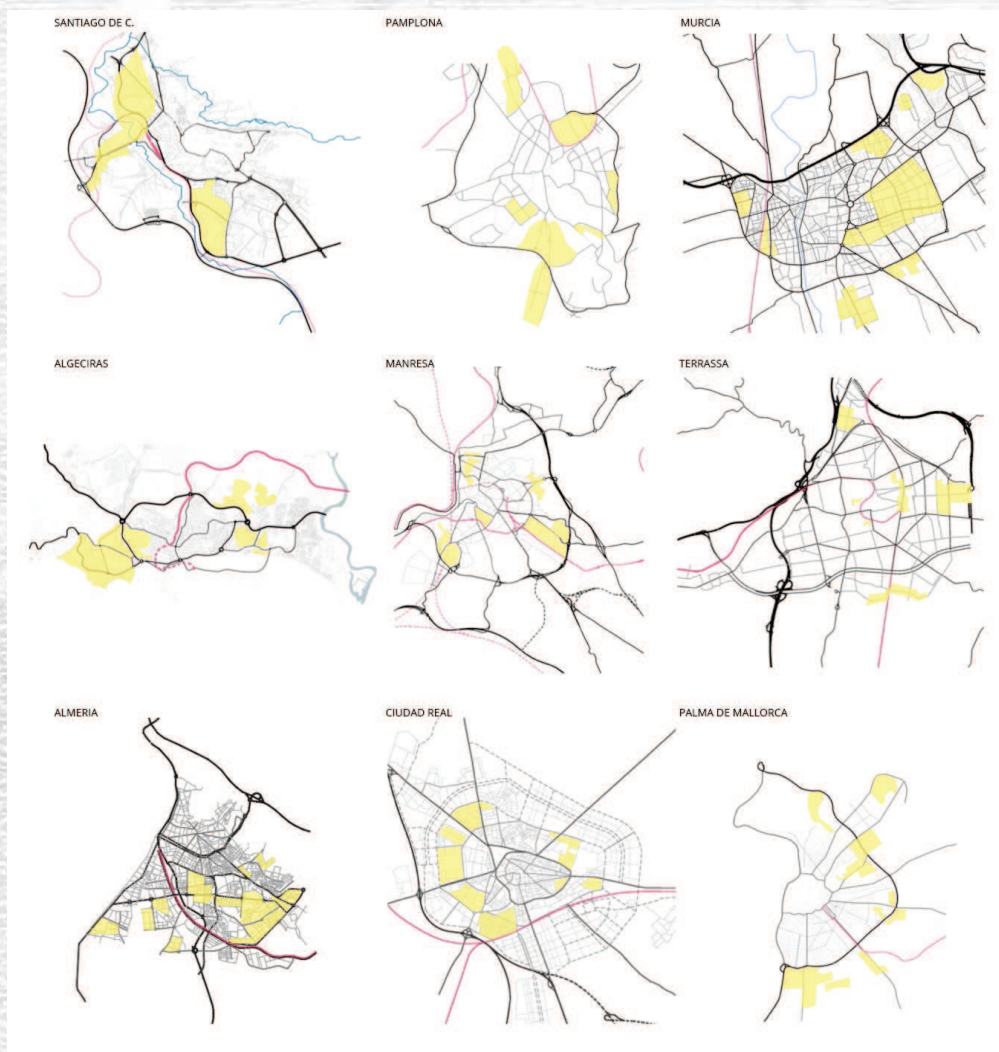 SANTIAGO DE C.
PAMPLONA
MURCIA
ALGECIRAS
MANRESA
TERRASSA
ALMERIA
CIUDAD REAL
PALMA DE MALLORCA